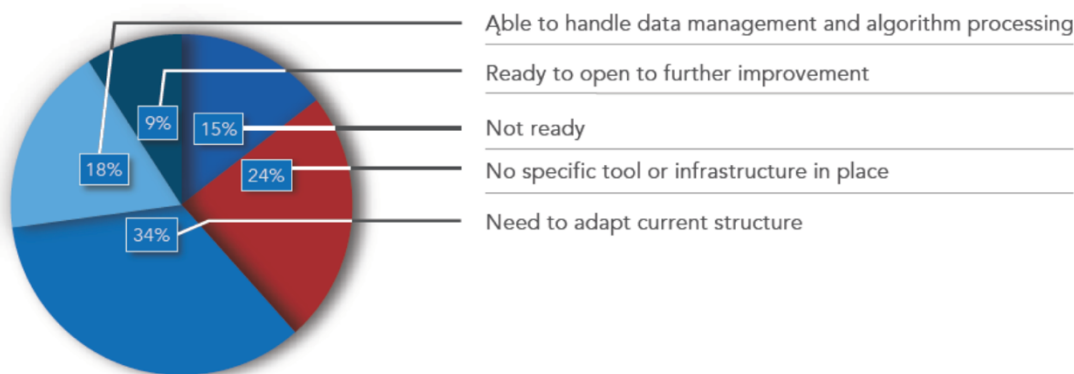 Able to handle data management and algorithm processing
Ready to open to further improvement
9%
15%
Not ready
18%
24%
No specific tool or infrastructure in place
34%
Need to adapt current structure